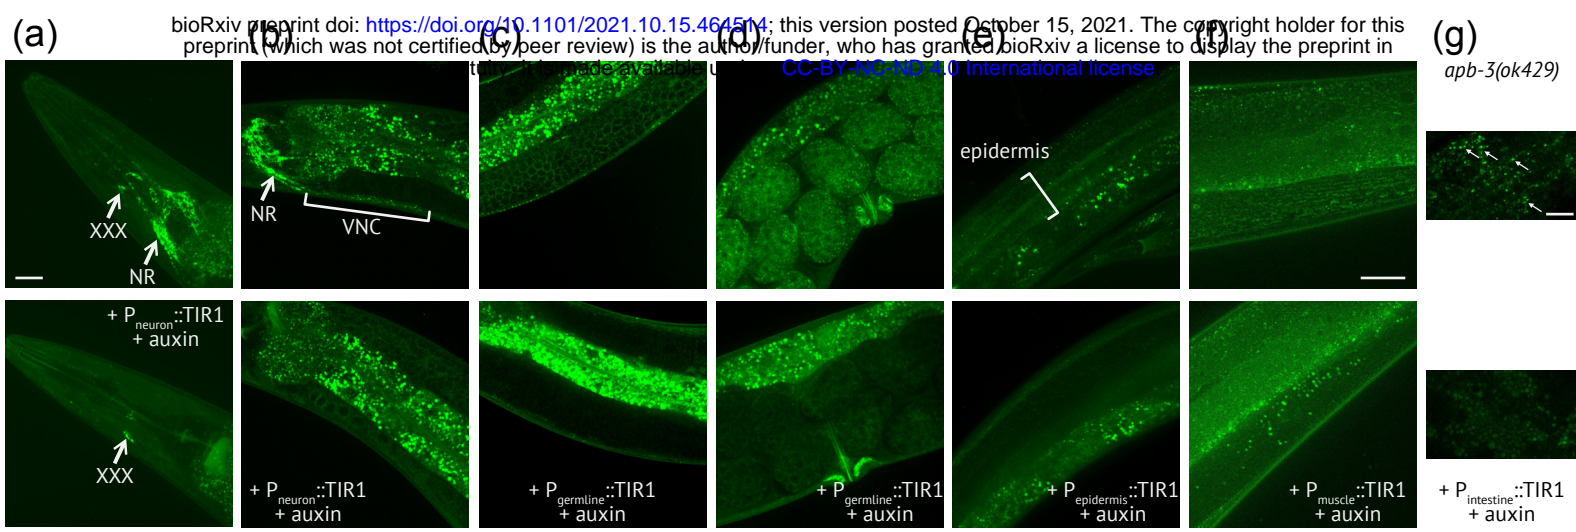 bioRxiv preprint doi: https://doi.org/10.1101/2021.10.15.464514; this version posted October 15, 2021. The copyright holder for this
preprint (which was not certified by peer review) is the author/funder, who has granted bioRxiv a license to display the preprint in
made available CC-BY-NC-ND 4.0 International license
(a) (b) (c) (d) (e) (f) (g)
apb-3(ok429)
epidermis
XXX
NR
NR
VNC
+ Pneuron::TIR1
+ auxin
XXX
+ Pneuron::TIR1
+ auxin
+ Pgermline::TIR1
+ auxin
+ Pgermline::TIR1
+ auxin
+ Pepidermis::TIR1
+ auxin
+ Pmuscle::TIR1
+ auxin
+ Pintestine::TIR1
+ auxin